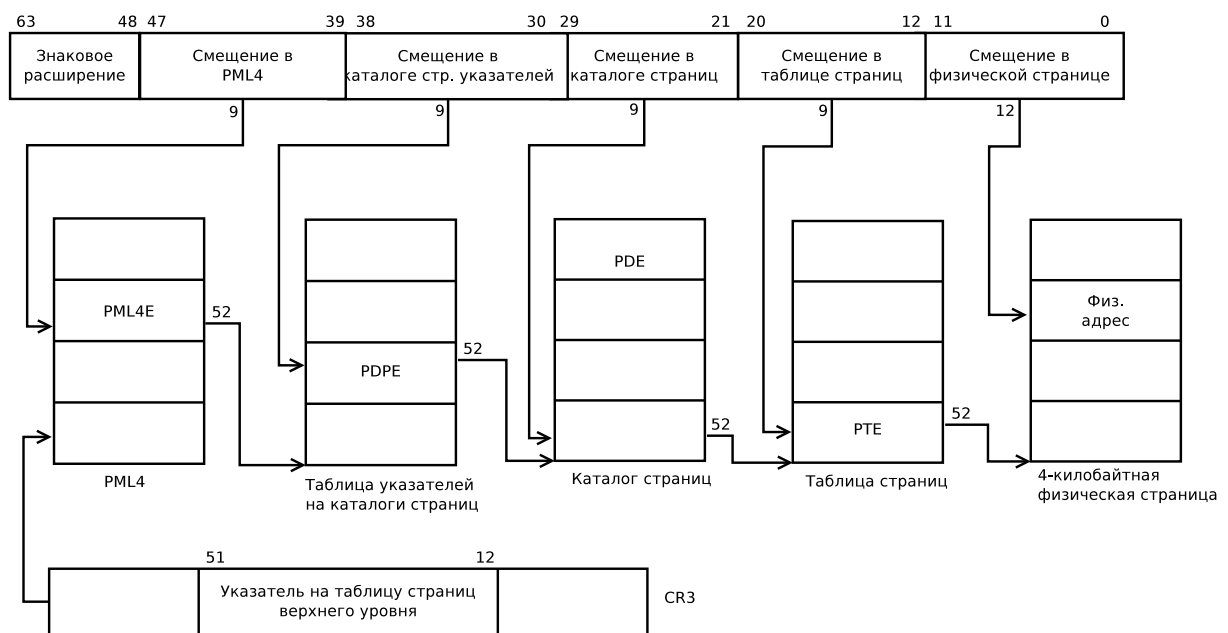 63 48 47 39 38 30 29 21 20 12 11 0
Знаковое
расширение
Смещение в
PML4
Смещение в
каталоге стр. указателей
Смещение в
каталоге страниц
Смещение в
таблице страниц
Смещение в
физической странице
9 9 9 9 12
PML4E
52
PDPE
52
PDE
52
PTE
52
Физ.
адрес
PML4
Таблица указателей
на каталоги страниц
Каталог страниц
Таблица страниц
4-килобайтная
физическая страница
51 12
Указатель на таблицу страниц
верхнего уровня
CR3